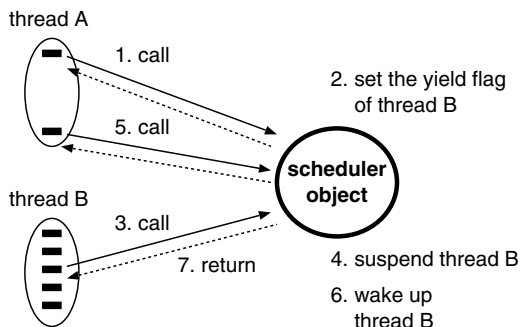 thread A
1. call
2. set the yield flag
of thread B
5. call
scheduler
object
thread B
3. call
7. return
4. suspend thread B
6. wake up
thread B